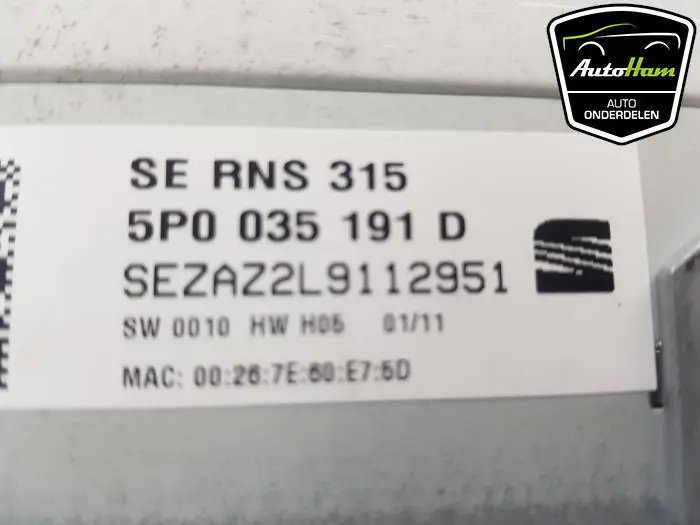 AutoHam
AUTO
ONDERDELEN
SE RNS 315
5P0 035 191 D
SEZAZ2L9112951
SW 0010 HW H05 01/11
MAC: 00:26:7E:60:E7:5D